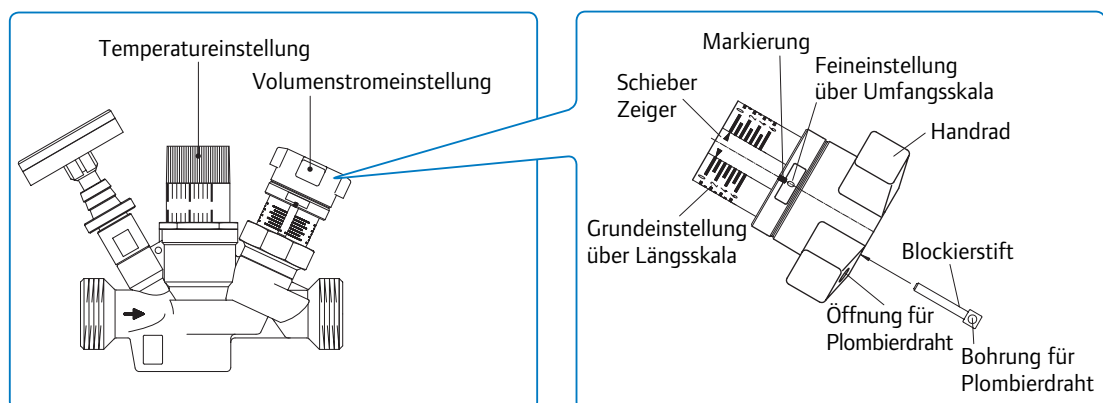 Temperatureinstellung
Volumenstromeinstellung
Markierung
Schieber
Zeiger
Feineinstellung
über Umfangsskala
Handrad
Grundeinstellung
über Längsskala
Blockierstift
Öffnung für
Plombierdraht
Bohrung für
Plombierdraht